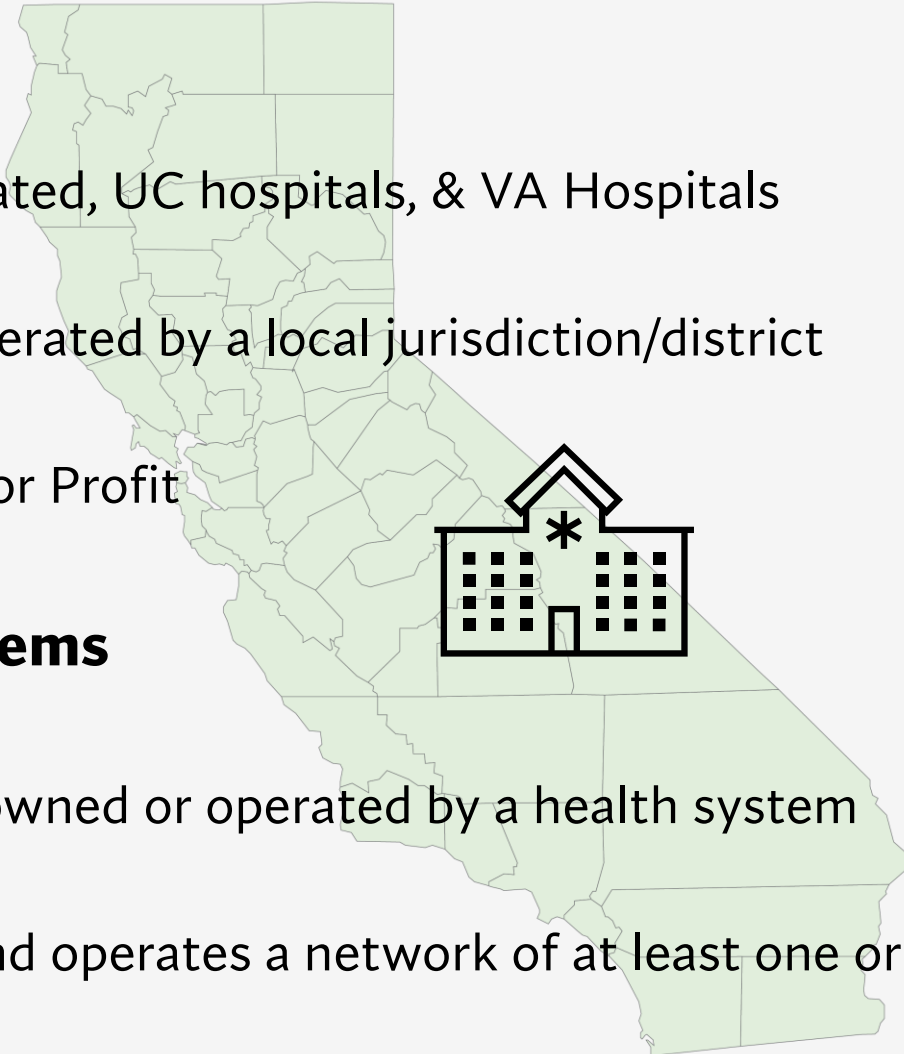 ated, UC hospitals, & VA Hospitals
erated by a local jurisdiction/district
or Profit
ems
owned or operated by a health system
nd operates a network of at least one or